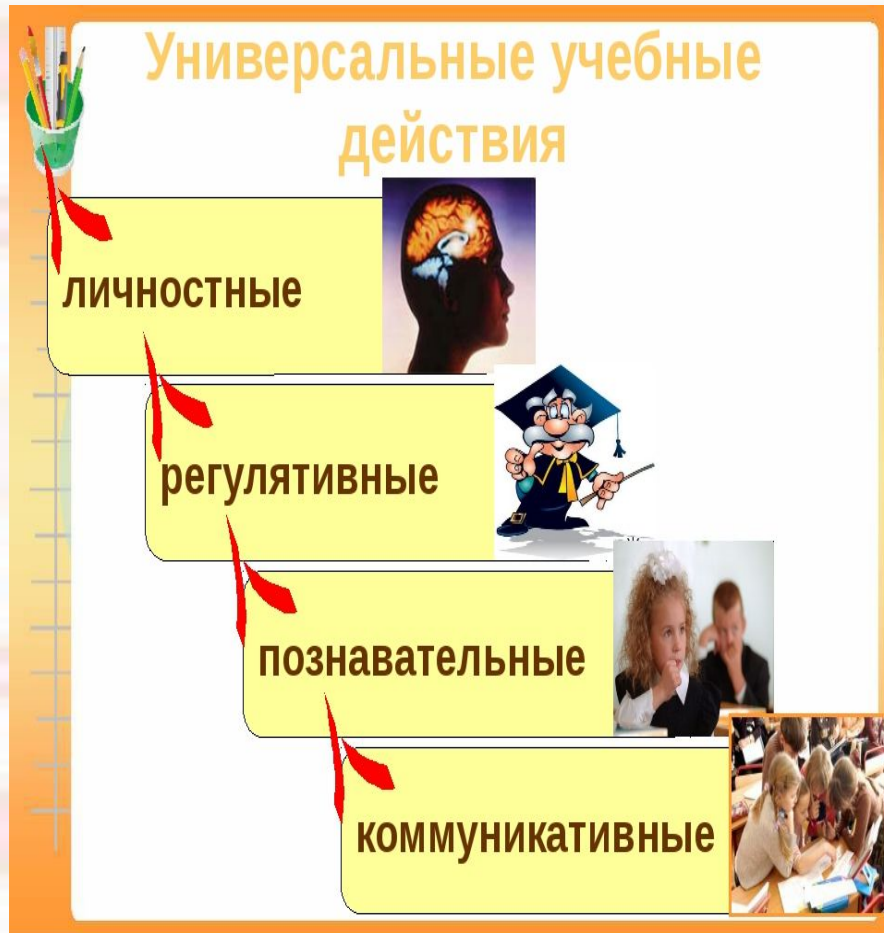 Универсальные учебные
действия
личностные
регулятивные
познавательные
коммуникативные